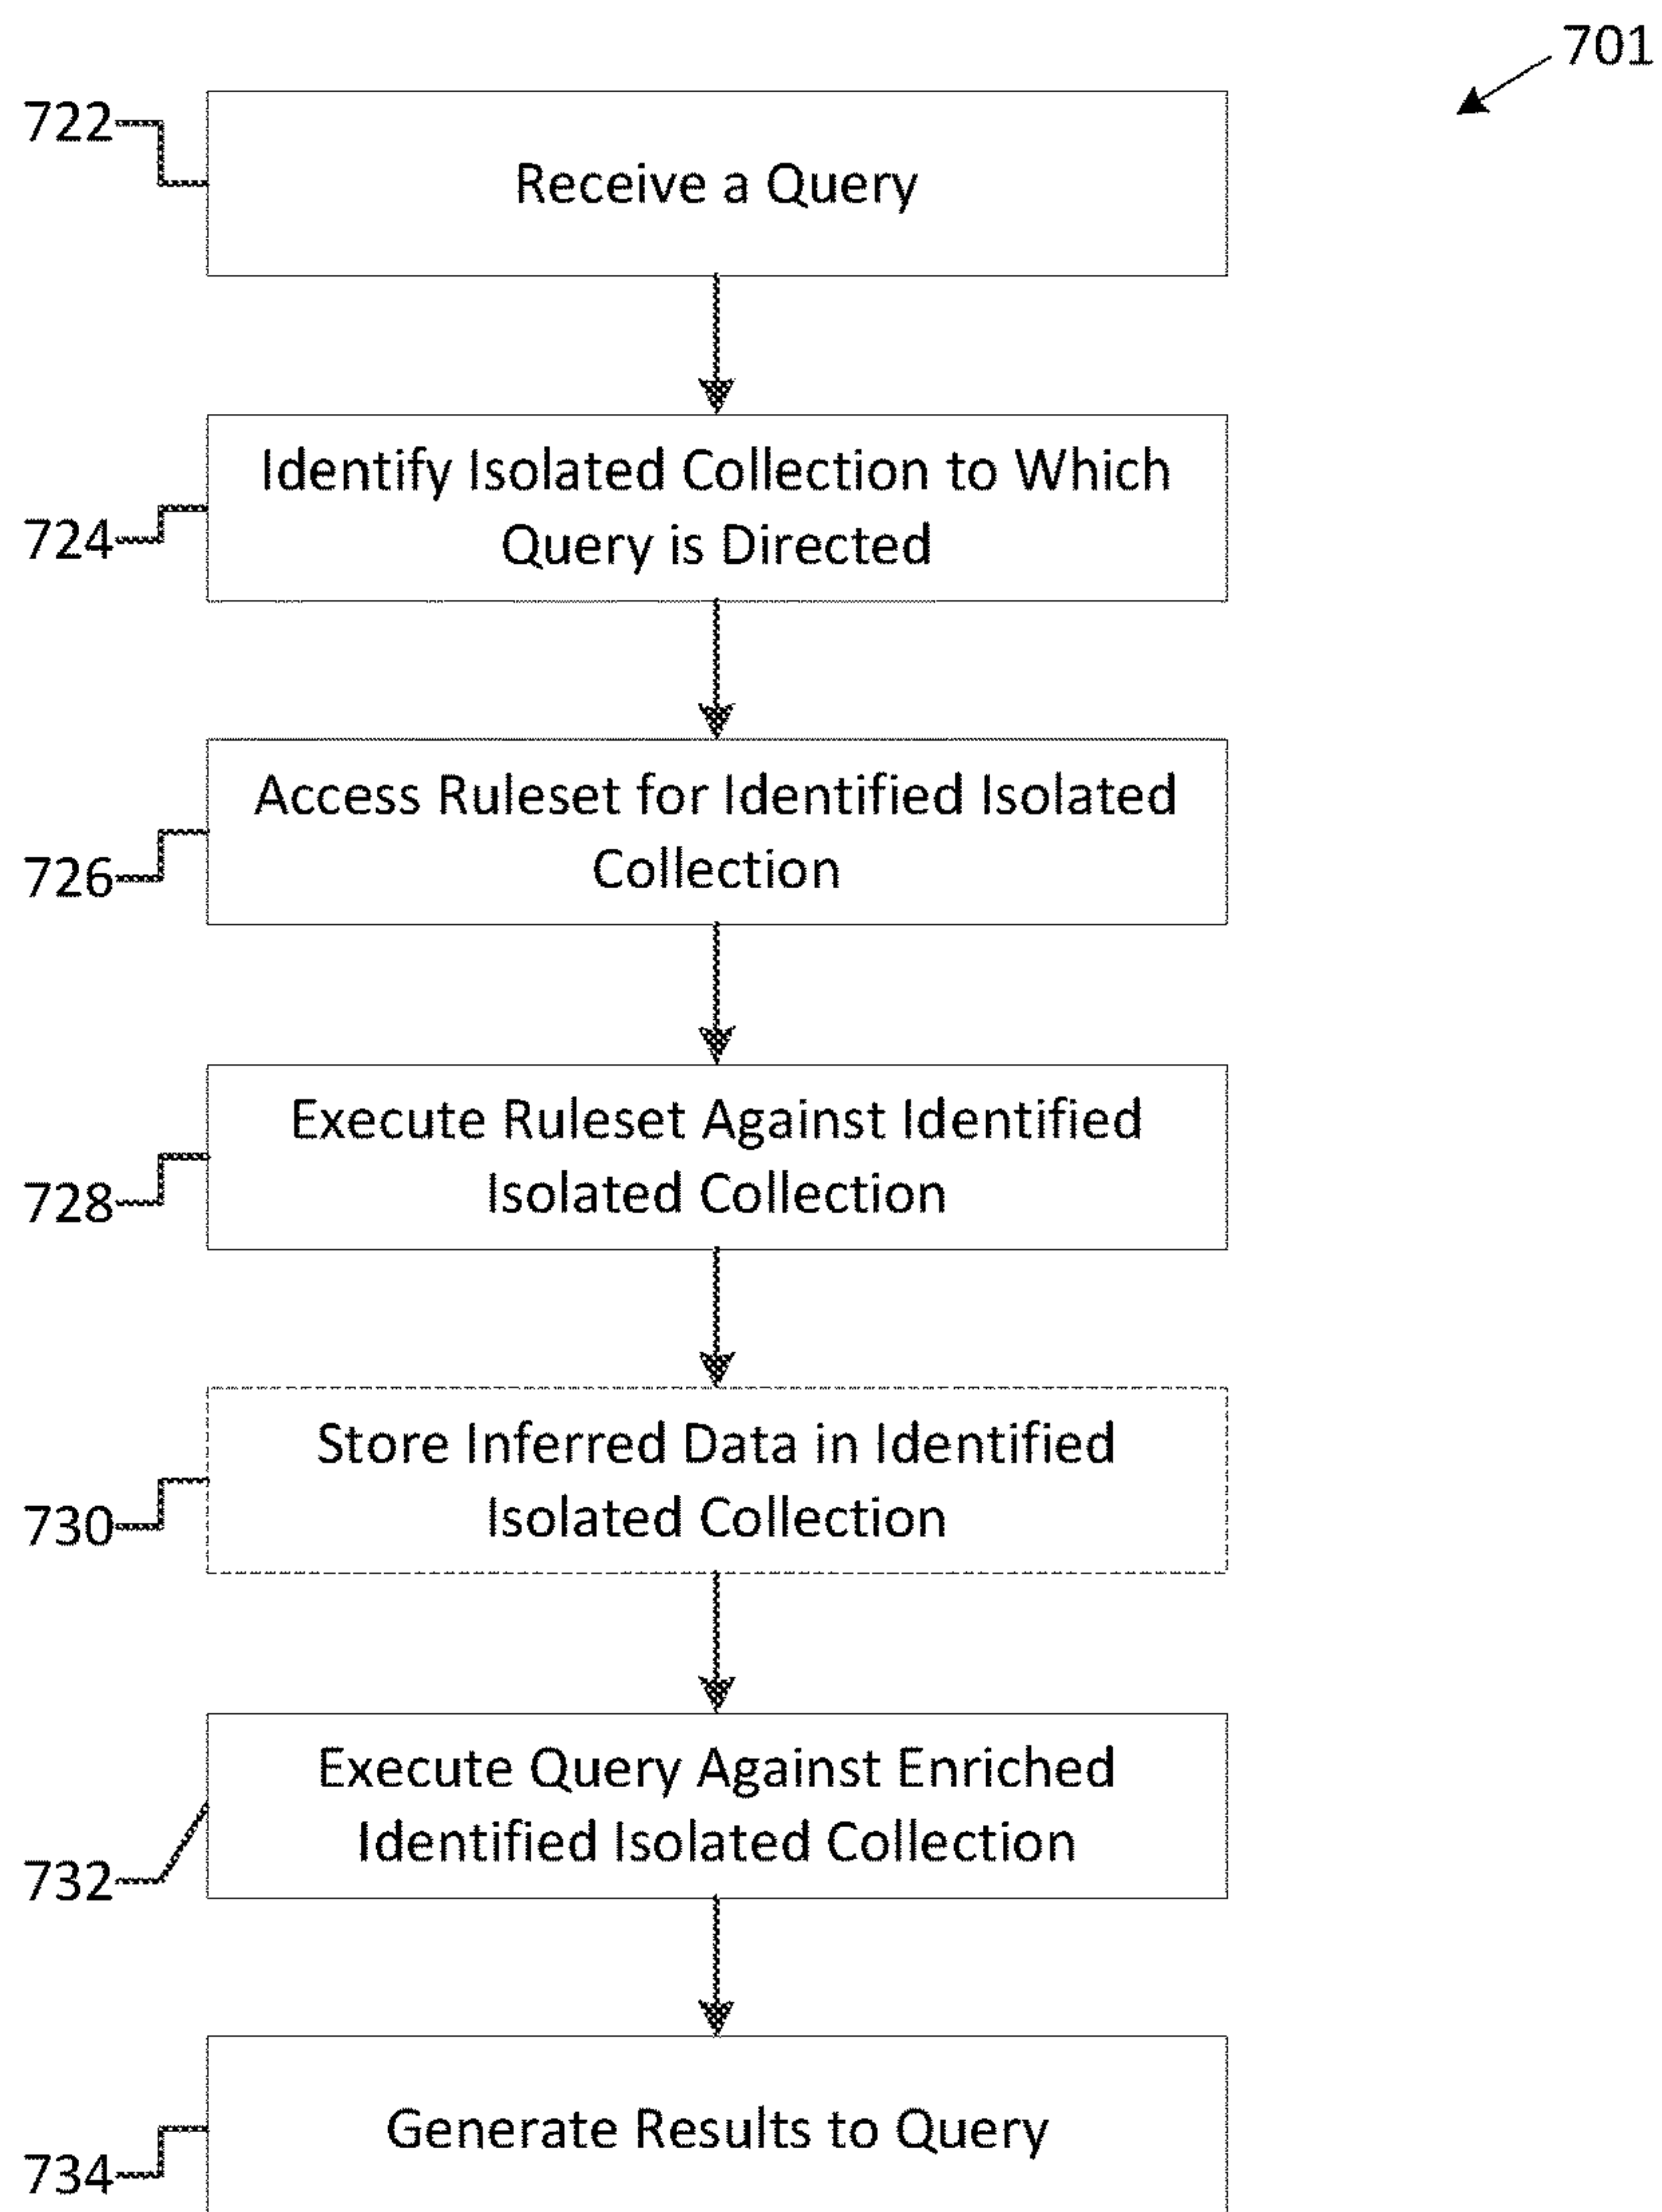 701
722
Receive a Query
724
Identify Isolated Collection to Which
Query is Directed
726
Access Ruleset for Identified Isolated
Collection
728
Execute Ruleset Against Identified
Isolated Collection
730
Store Inferred Data in Identified
Isolated Collection
732
Execute Query Against Enriched
Identified Isolated Collection
734
Generate Results to Query